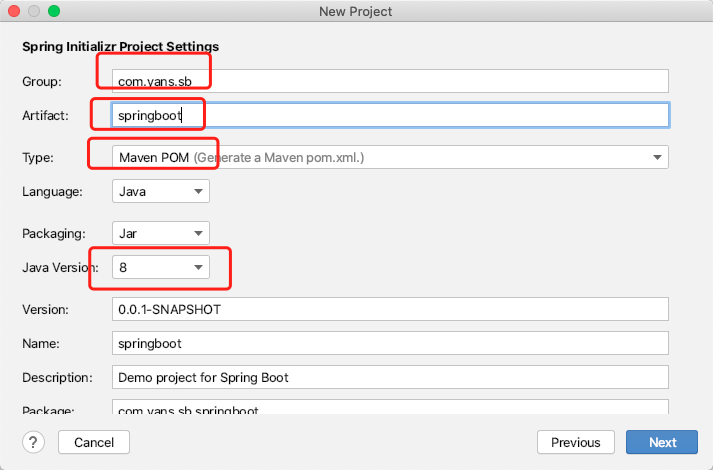 New Project
Spring Initializr Project Settings
Group: com.yans.sb
Artifact: springboot
Type: Maven POM (Generate a Maven pom.xml.)
Language: Java
Packaging: Jar
Java Version: 8
Version: 0.0.1-SNAPSHOT
Name: springboot
Description: Demo project for Spring Boot
Package: com.yans.sb.springboot
? Cancel Previous Next